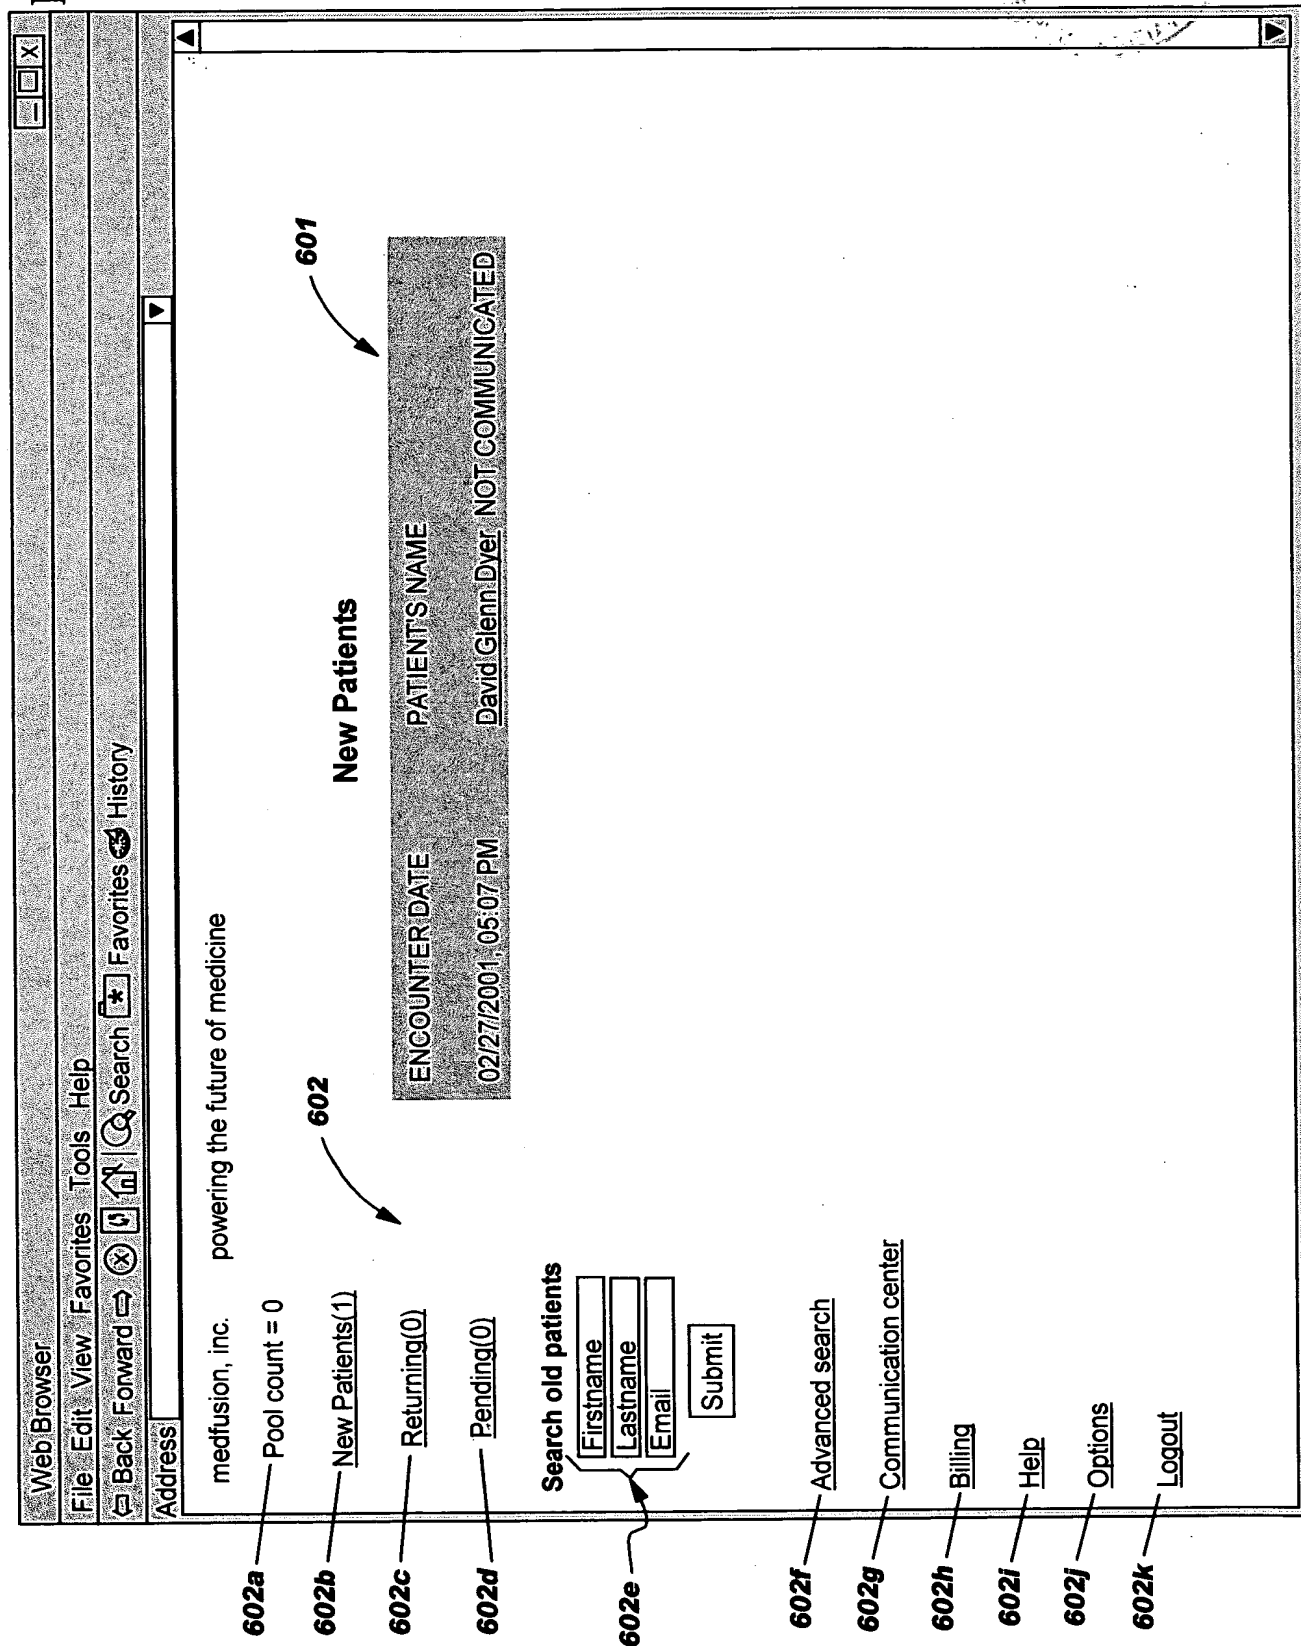 Web Browser
File Edit View Favorites Tools Help
Back Forward Search Favorites History
Address
medfusion, inc. powering the future of medicine
602a Pool count = 0
602b New Patients(1)
602c Returning(0)
602d Pending(0)
602
New Patients
601
ENCOUNTER DATE PATIENT'S NAME
02/27/2001, 05:07 PM David Glenn Dyer NOT COMMUNICATED
Search old patients
602e
Firstname
Lastname
Email
Submit
602f Advanced search
602g Communication center
602h Billing
602i Help
602j Options
602k Logout